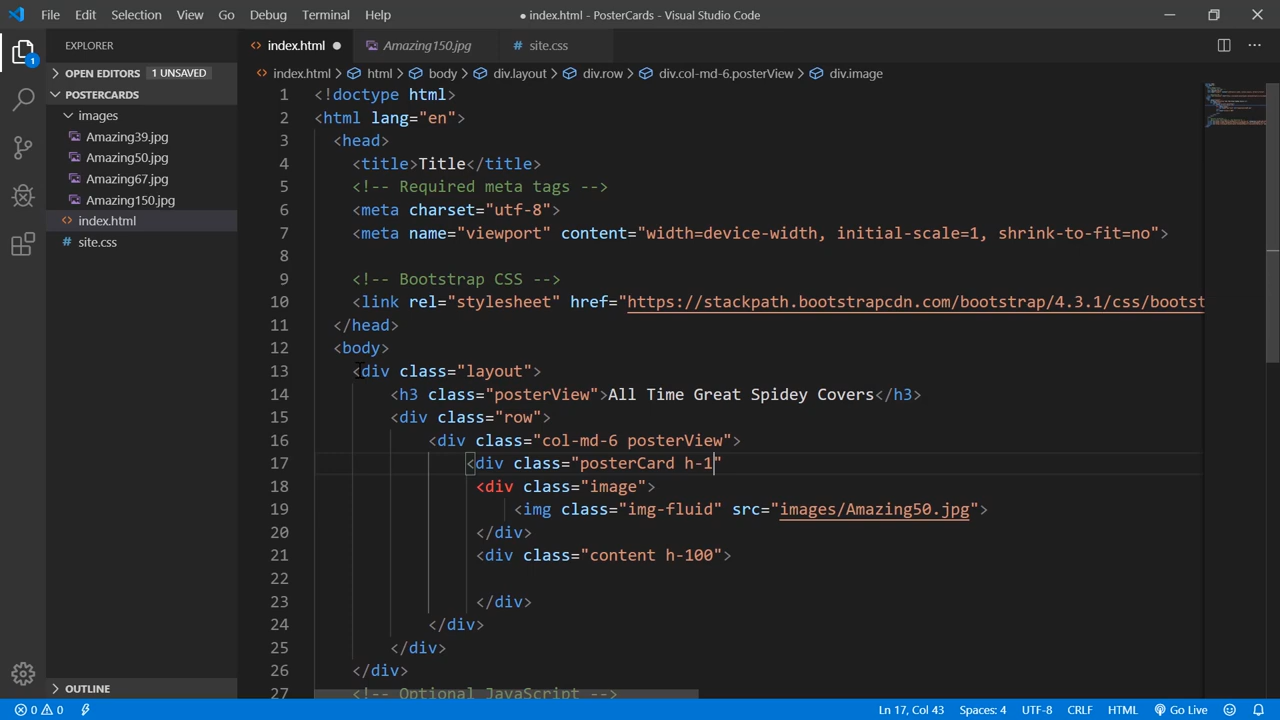 File Edit Selection View Go Debug Terminal Help
● index.html - PosterCards - Visual Studio Code
EXPLORER
index.html
Amazing150.jpg
site.css
1
OPEN EDITORS 1 UNSAVED
index.html > html > body > div.layout > div.row > div.col-md-6.posterView > div.image
POSTERCARDS
images
Amazing39.jpg
Amazing50.jpg
Amazing67.jpg
Amazing150.jpg
index.html
site.css
OUTLINE
1 <!doctype html>
2 <html lang="en">
3 <head>
4 <title>Title</title>
5 <!-- Required meta tags -->
6 <meta charset="utf-8">
7 <meta name="viewport" content="width=device-width, initial-scale=1, shrink-to-fit=no">
8
9 <!-- Bootstrap CSS -->
10 <link rel="stylesheet" href="https://stackpath.bootstrapcdn.com/bootstrap/4.3.1/css/bootst
11 </head>
12 <body>
13 <div class="layout">
14 <h3 class="posterView">All Time Great Spidey Covers</h3>
15 <div class="row">
16 <div class="col-md-6 posterView">
17 <div class="posterCard h-1"
18 <div class="image">
19 <img class="img-fluid" src="images/Amazing50.jpg">
20 </div>
21 <div class="content h-100">
22
23 </div>
24 </div>
25 </div>
26 </div>
27 <!-- Optional JavaScript -->
0 0
Ln 17, Col 43 Spaces: 4 UTF-8 CRLF HTML Go Live